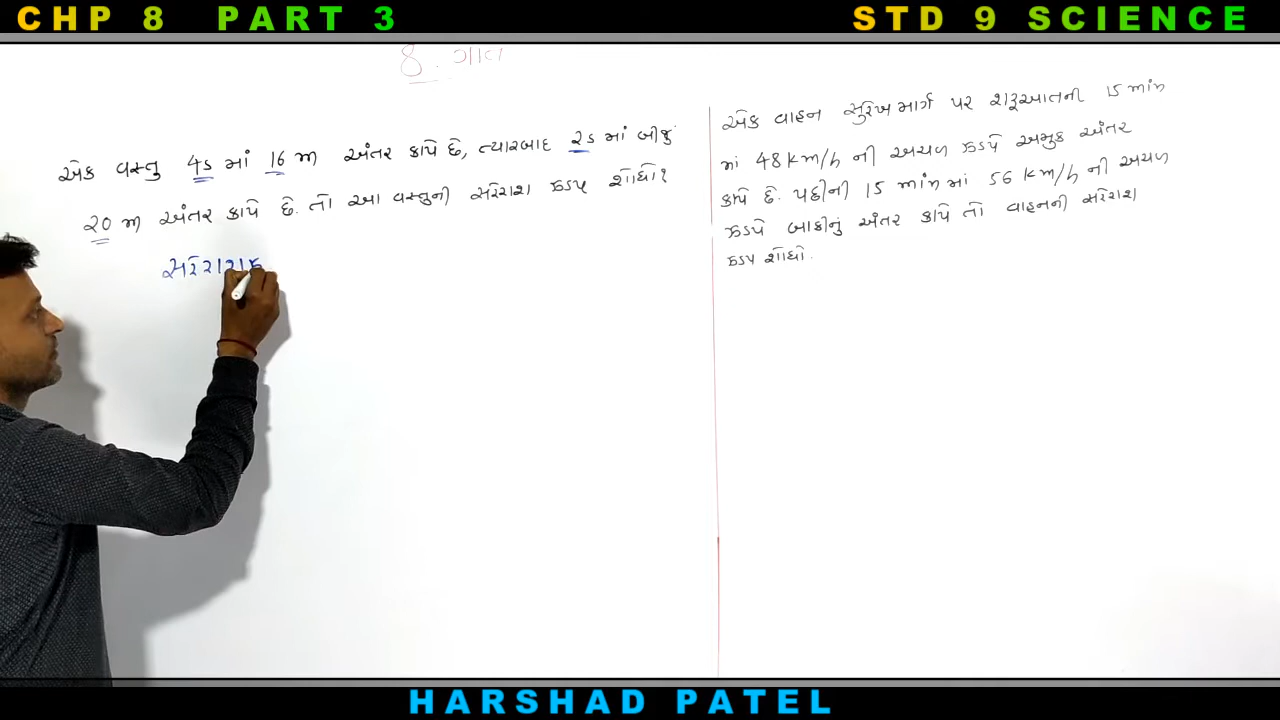 CHP 8 PART 3
STD 9 SCIENCE
8. ગતિ
એક વસ્તુ 4s માં 16 m અંતર કાપે છે, ત્યારબાદ 2s માં બીજું
20 m અંતર કાપે છે. તો આ વસ્તુની સરેરાશ ઝડપ શોધો?
સરેરાશ ઝ
એક વાહન સુરેખ માર્ગ પર શરૂઆતની 15 min
માં 48 km/h ની અચળ ઝડપે અમુક અંતર
કાપે છે. પછીની 15 min માં 56 km/h ની અચળ
ઝડપે બાકીનું અંતર કાપે તો વાહનની સરેરાશ
ઝડપ શોધો.
HARSHAD PATEL